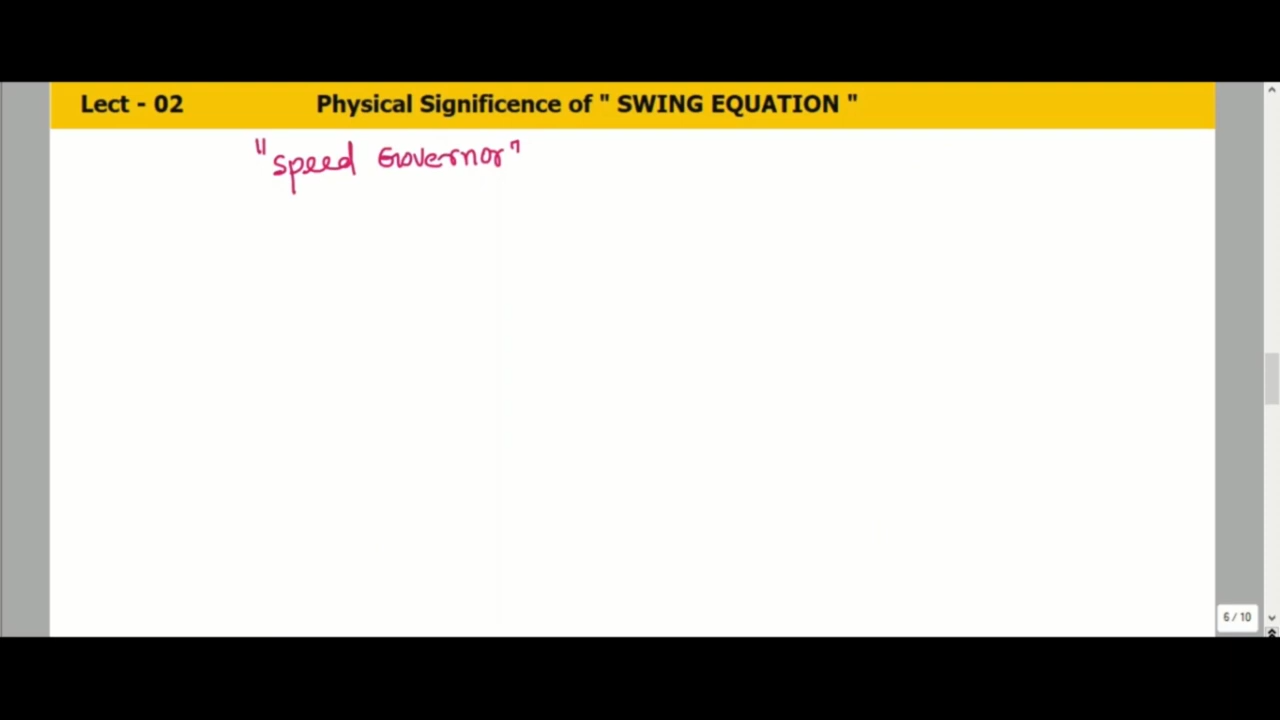 Lect - 02 Physical Significence of " SWING EQUATION "
"Speed Governor"
6 / 10